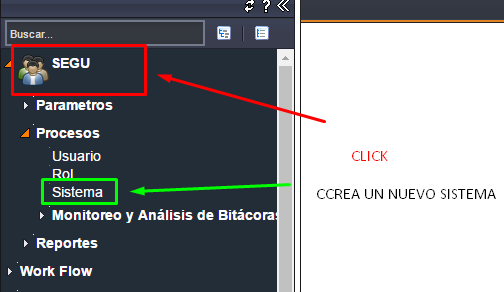 Buscar...
SEGU
Parametros
Procesos
Usuario
Rol
Sistema
Monitoreo y Análisis de Bitácoras
Reportes
Work Flow
CLICK
CCREA UN NUEVO SISTEMA